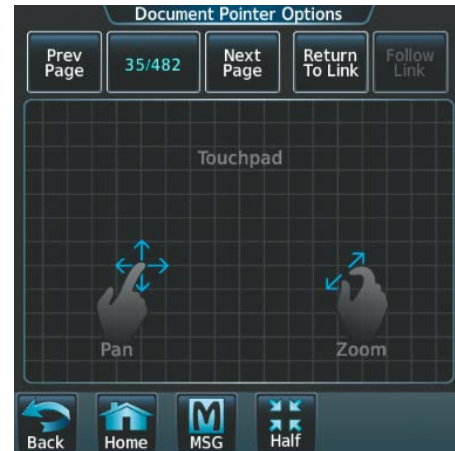 Document Pointer Options
Prev
Page
35/482
Next
Page
Return
To Link
Follow
Link
Touchpad
Pan
Zoom
Back
Home
M
MSG
Half